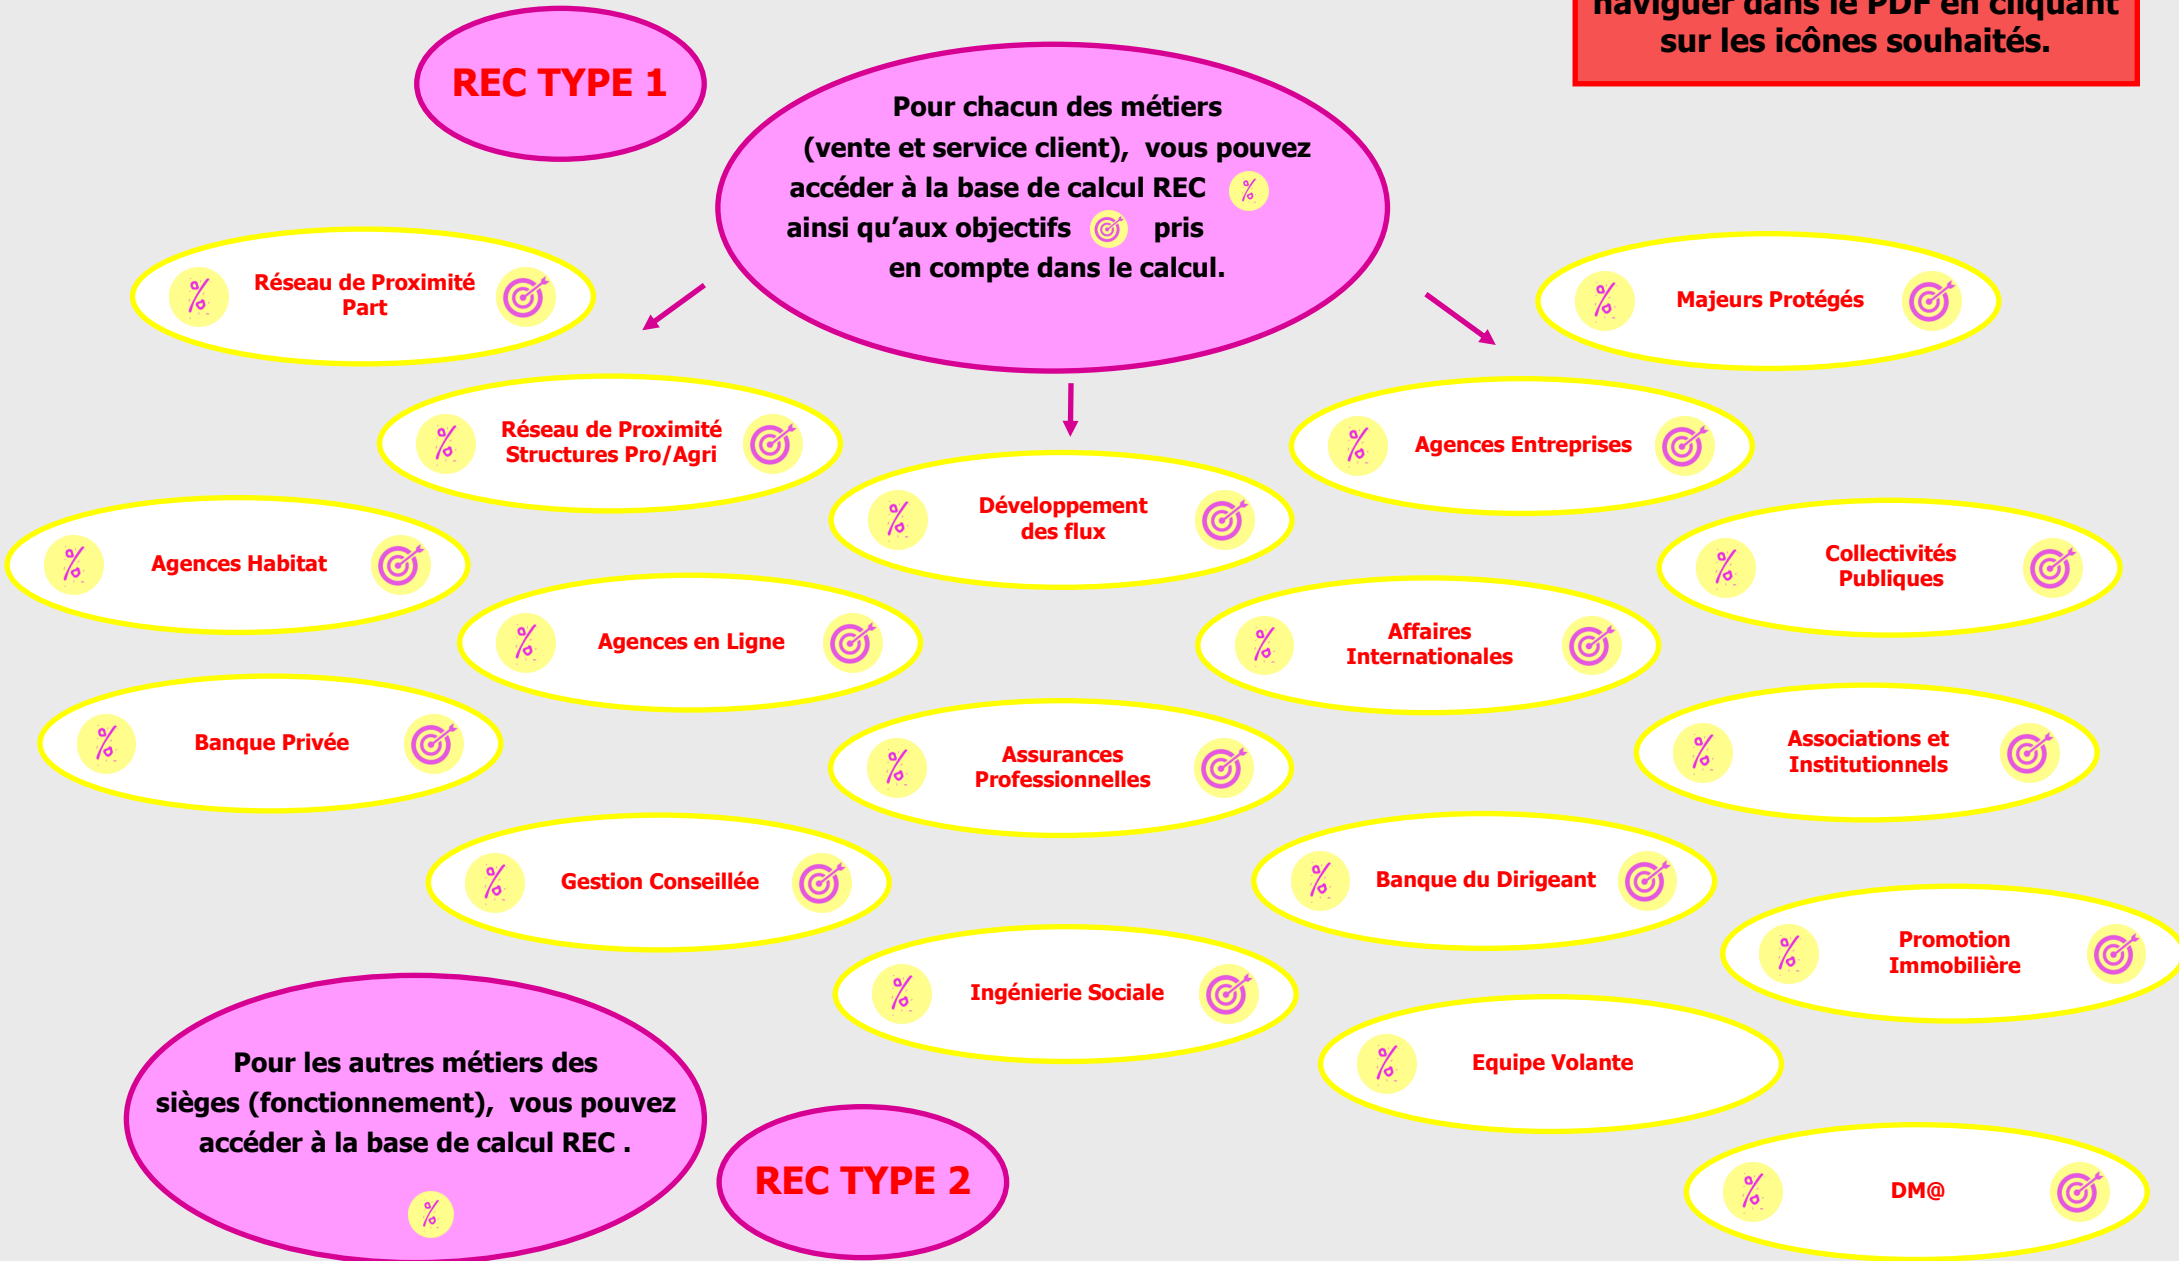 naviguer dans le PDF en cliquant
sur les icônes souhaités.
REC TYPE 1
Pour chacun des métiers
(vente et service client), vous pouvez
accéder à la base de calcul REC
ainsi qu’aux objectifs pris
en compte dans le calcul.
Réseau de Proximité
Part
Majeurs Protégés
Réseau de Proximité
Structures Pro/Agri
Agences Entreprises
Développement
des flux
Agences Habitat
Collectivités
Publiques
Agences en Ligne
Affaires
Internationales
Banque Privée
Assurances
Professionnelles
Associations et
Institutionnels
Gestion Conseillée
Banque du Dirigeant
Promotion
Immobilière
Ingénierie Sociale
Equipe Volante
Pour les autres métiers des
sièges (fonctionnement), vous pouvez
accéder à la base de calcul REC .
REC TYPE 2
DM@